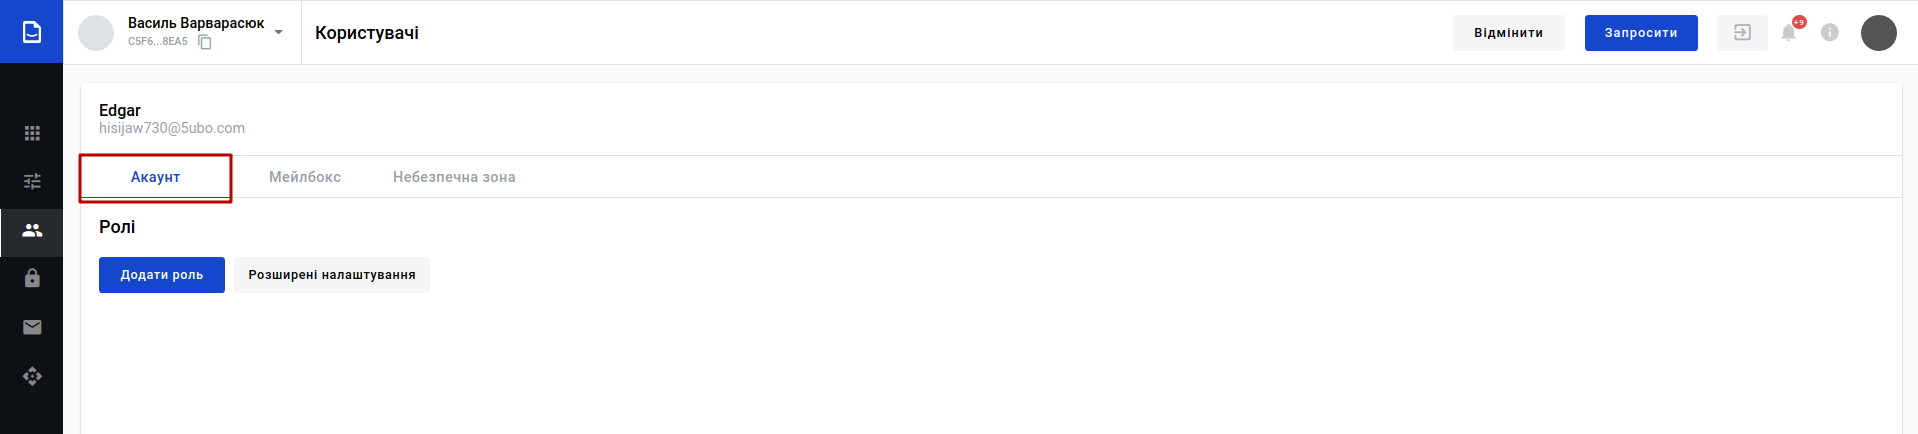 Василь Варварасюк
C5F6...8EA5
Користувачі
Відмінити
Запросити
+9
Edgar
hisijaw730@5ubo.com
Акаунт
Мейлбокс
Небезпечна зона
Ролі
Додати роль
Розширені налаштування